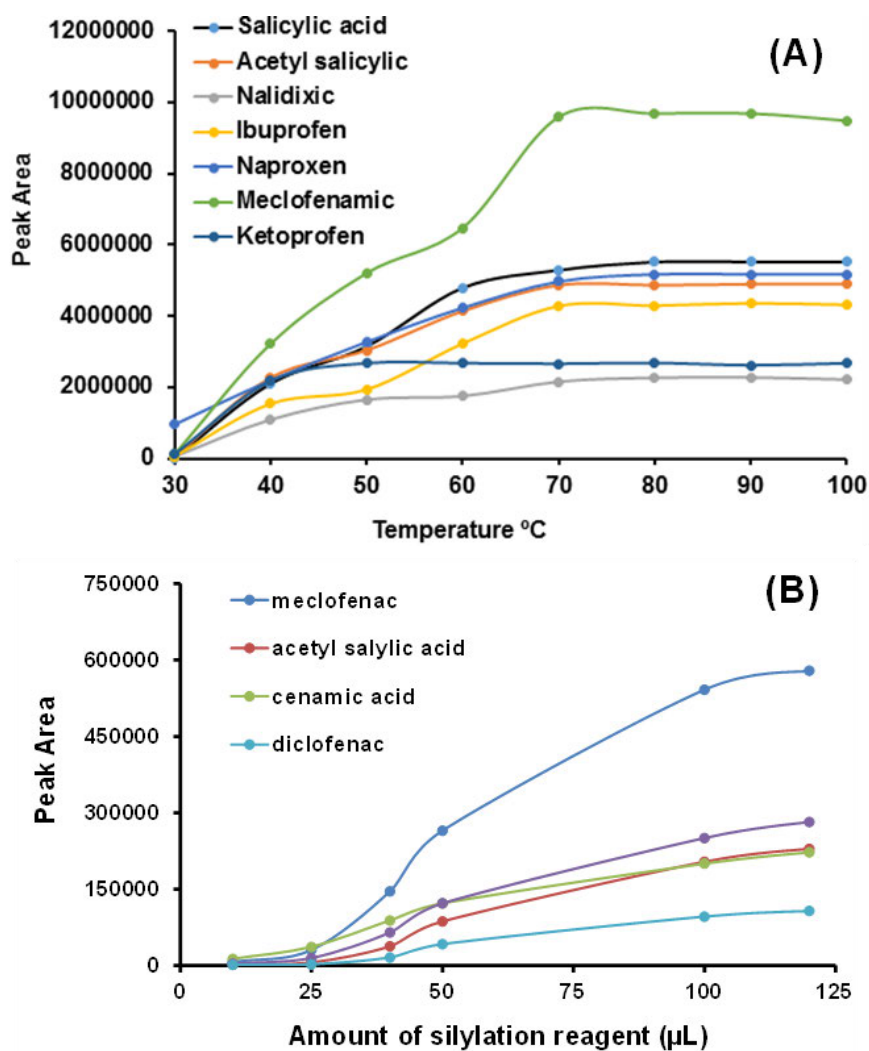 12000000
10000000
8000000
6000000
4000000
2000000
0
Peak Area
Salicylic acid
Acetyl salicylic
Nalidixic
Ibuprofen
Naproxen
Meclofenamic
Ketoprofen
(A)
30 40 50 60 70 80 90 100
Temperature ºC
750000
600000
450000
300000
150000
0
Peak Area
meclofenac
acetyl salylic acid
cenamic acid
diclofenac
(B)
0 25 50 75 100 125
Amount of silylation reagent (µL)